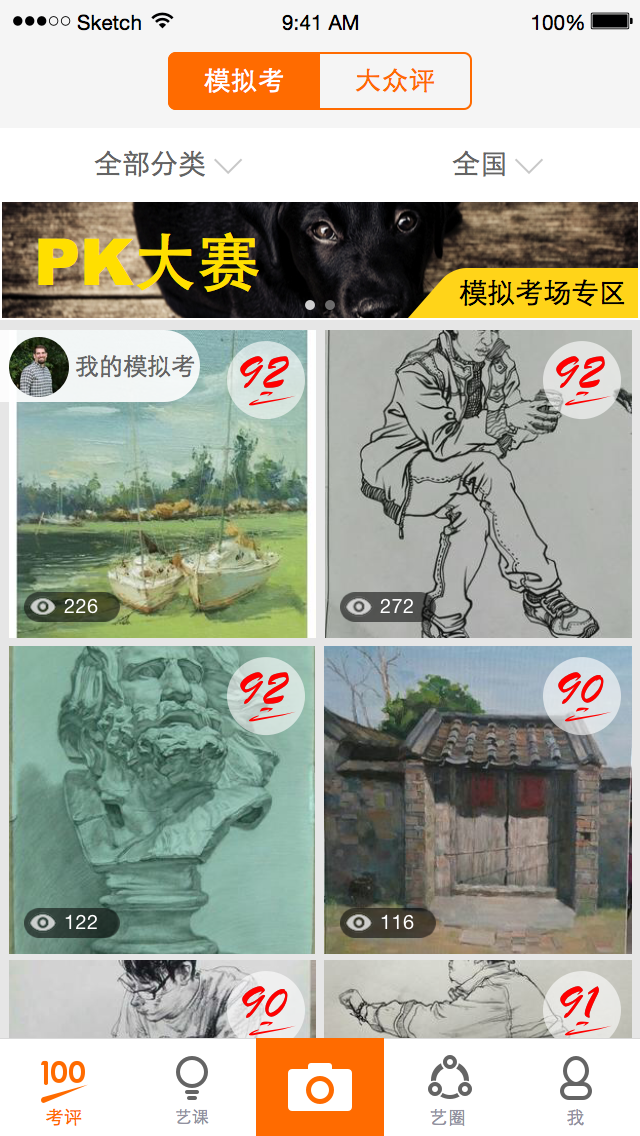 Sketch 9:41 AM 100%
模拟考 大众评
全部分类 全国
PK大赛
模拟考场专区
我的模拟考
92 92
226 272
92 90
122 116
90 91
100
考评 艺课 艺圈 我